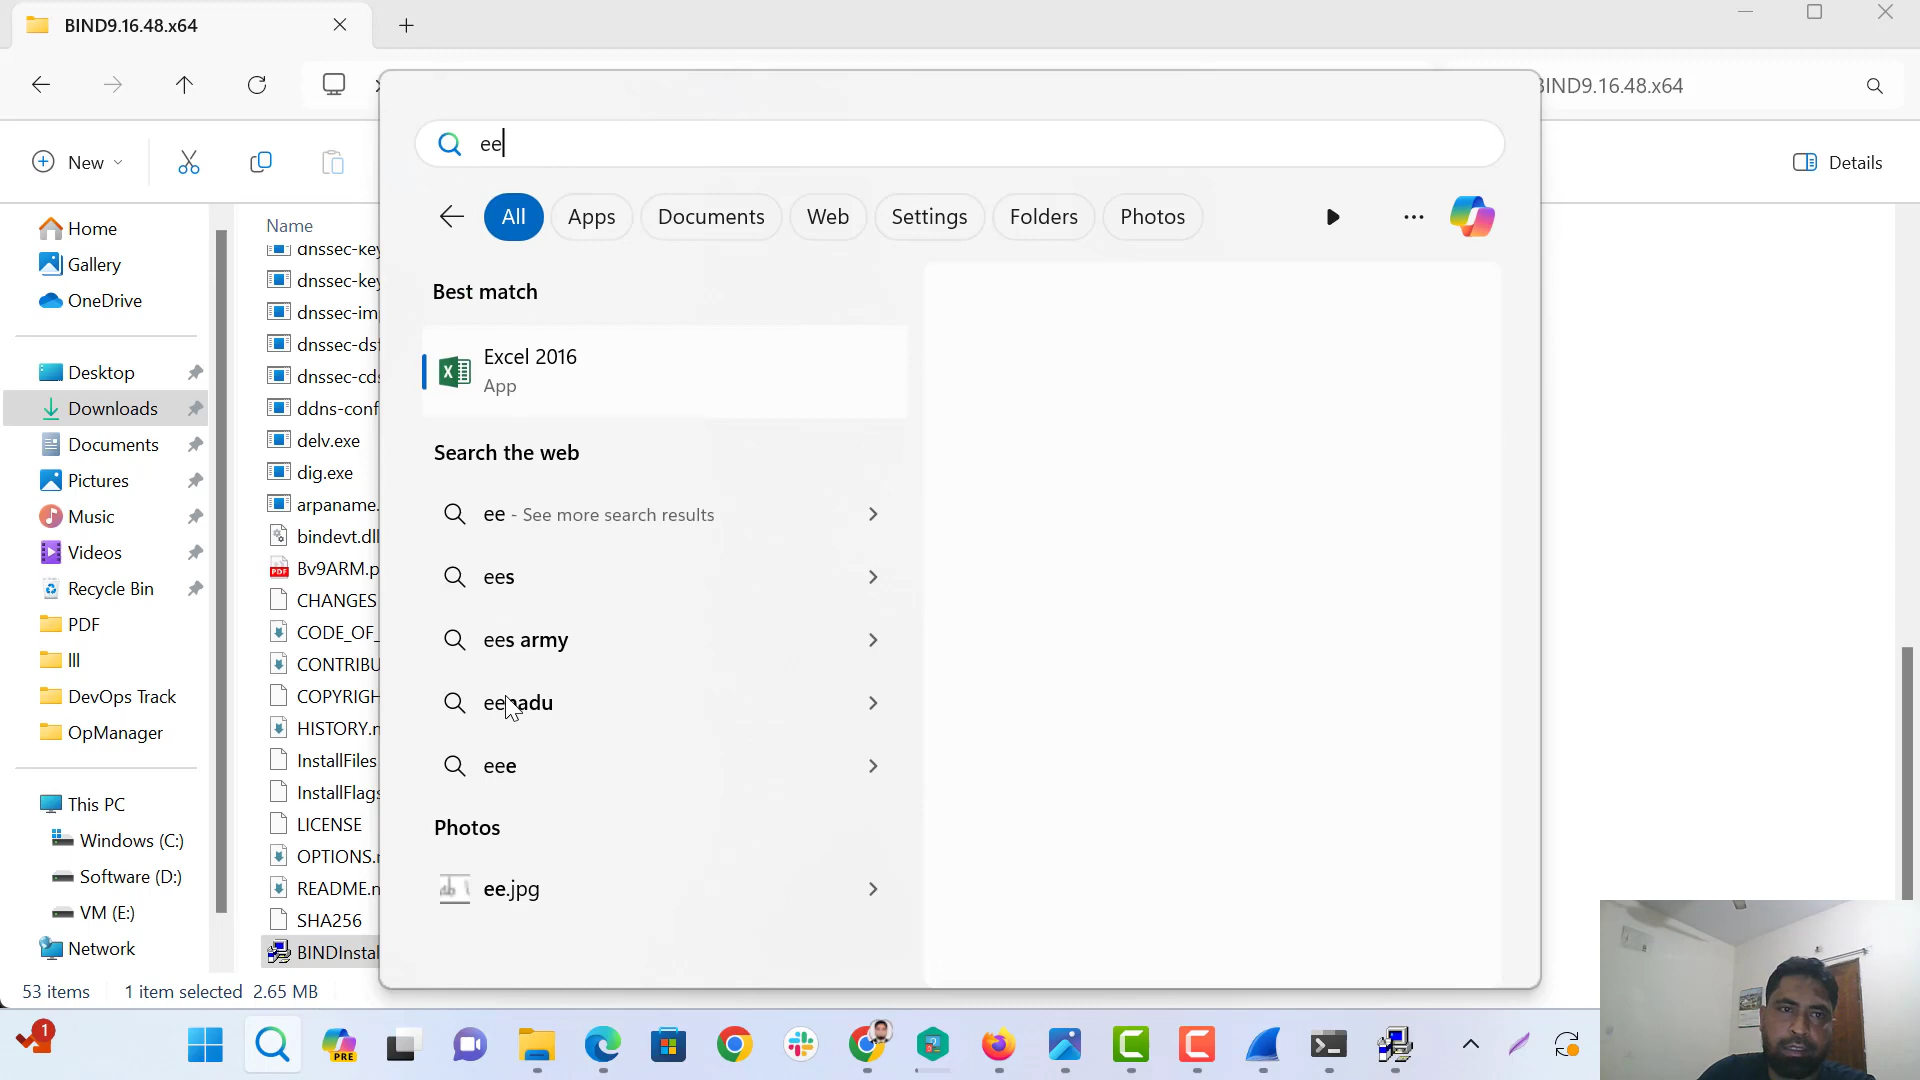 BIND9.16.48.x64
BIND9.16.48.x64
New
Details
ee
All
Apps
Documents
Web
Settings
Folders
Photos
Home
Gallery
OneDrive
Desktop
Downloads
Documents
Pictures
Music
Videos
Recycle Bin
PDF
lll
DevOps Track
OpManager
This PC
Windows (C:)
Software (D:)
VM (E:)
Network
Name
dnssec-key
dnssec-key
dnssec-im
dnssec-dsf
dnssec-cds
ddns-conf
delv.exe
dig.exe
arpaname.
bindevt.dll
Bv9ARM.p
CHANGES
CODE_OF_
CONTRIBU
COPYRIGH
HISTORY.m
InstallFiles
InstallFlags
LICENSE
OPTIONS.m
README.m
SHA256
BINDInstal
Best match
Excel 2016
App
Search the web
ee - See more search results
ees
ees army
eenadu
eee
Photos
ee.jpg
53 items
1 item selected 2.65 MB
1
PRE